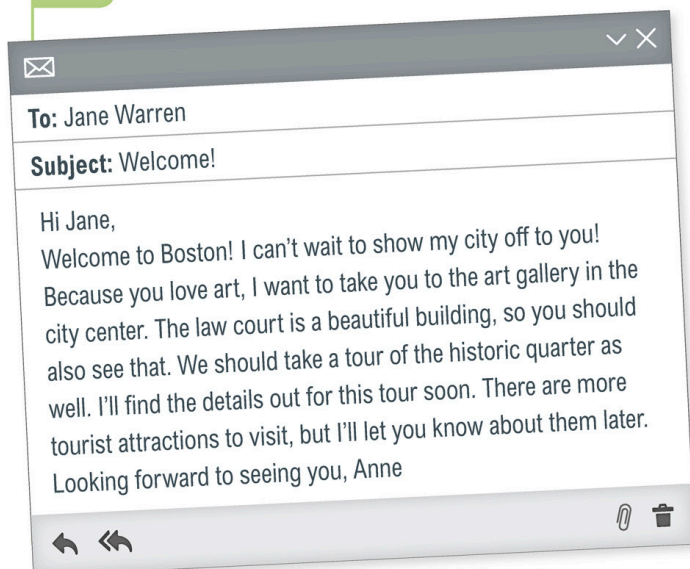 To: Jane Warren
Subject: Welcome!
Hi Jane,
Welcome to Boston! I can't wait to show my city off to you!
Because you love art, I want to take you to the art gallery in the
city center. The law court is a beautiful building, so you should
also see that. We should take a tour of the historic quarter as
well. I'll find the details out for this tour soon. There are more
tourist attractions to visit, but I'll let you know about them later.
Looking forward to seeing you, Anne